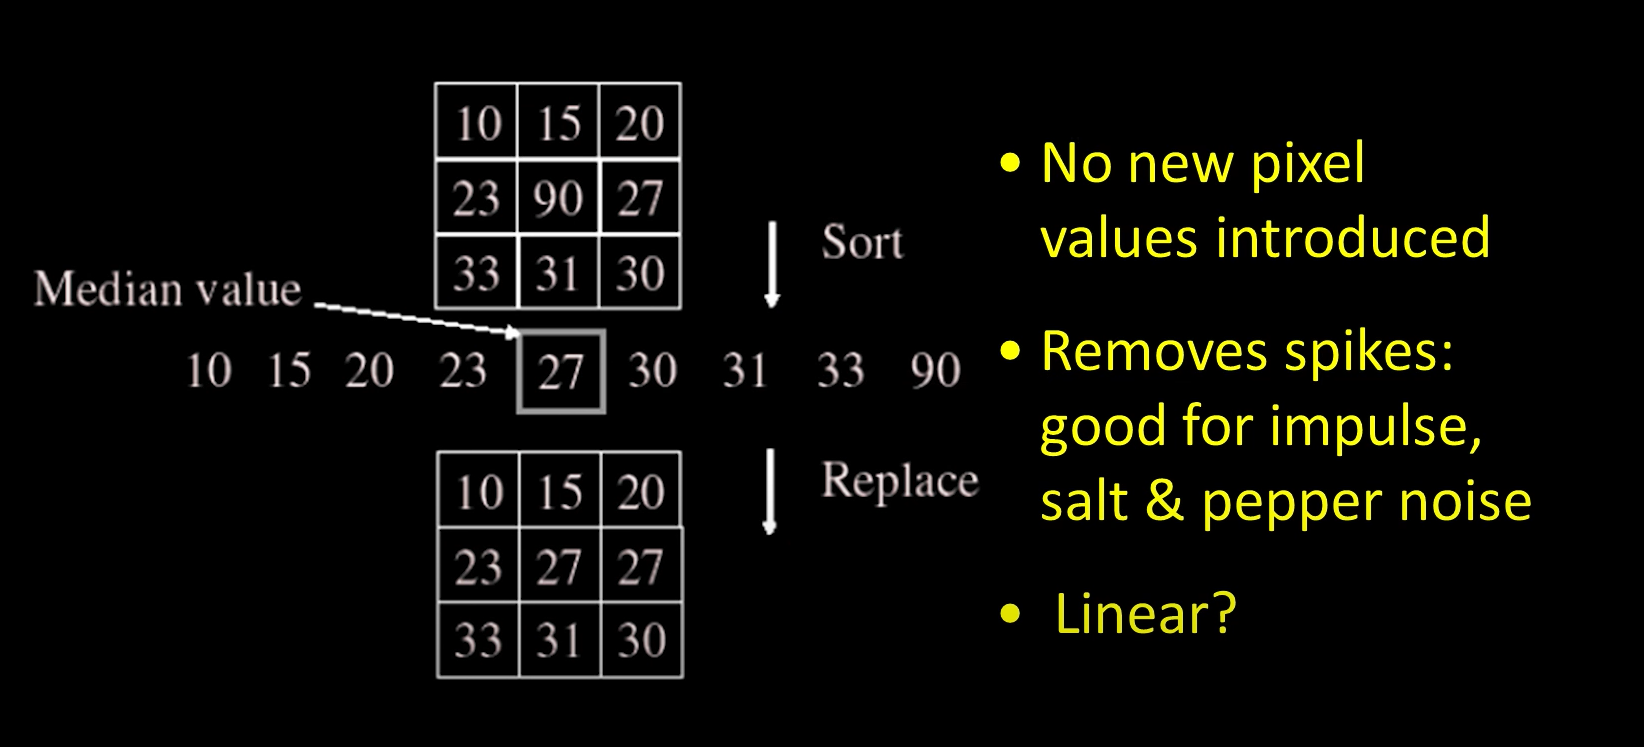 10 15 20
23 90 27
33 31 30
Sort
Median value
10 15 20 23 27 30 31 33 90
Replace
10 15 20
23 27 27
33 31 30
• No new pixel
values introduced
• Removes spikes:
good for impulse,
salt & pepper noise
• Linear?